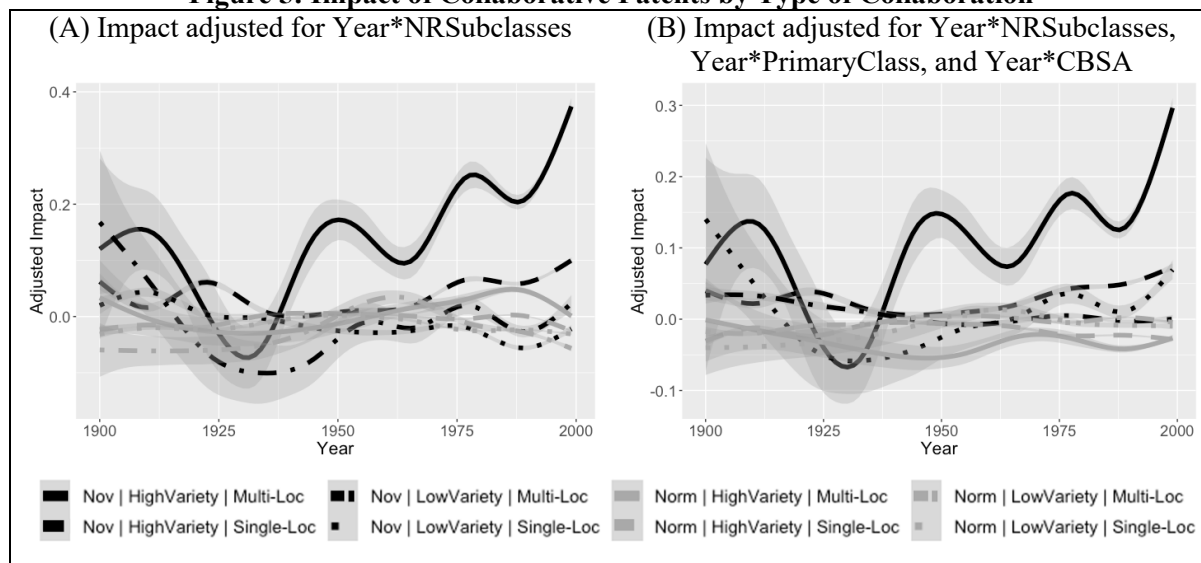 Figure 5: Impact of Collaborative Patents by Type of Collaboration
(A) Impact adjusted for Year*NRSubclasses
(B) Impact adjusted for Year*NRSubclasses,
Year*PrimaryClass, and Year*CBSA
0.4
0.2
0.0
Adjusted Impact
1900
1925
1950
1975
2000
Year
0.3
0.2
0.1
0.0
-0.1
Adjusted Impact
1900
1925
1950
1975
2000
Year
Nov | HighVariety | Multi-Loc
Nov | LowVariety | Multi-Loc
Norm | HighVariety | Multi-Loc
Norm | LowVariety | Multi-Loc
Nov | HighVariety | Single-Loc
Nov | LowVariety | Single-Loc
Norm | HighVariety | Single-Loc
Norm | LowVariety | Single-Loc